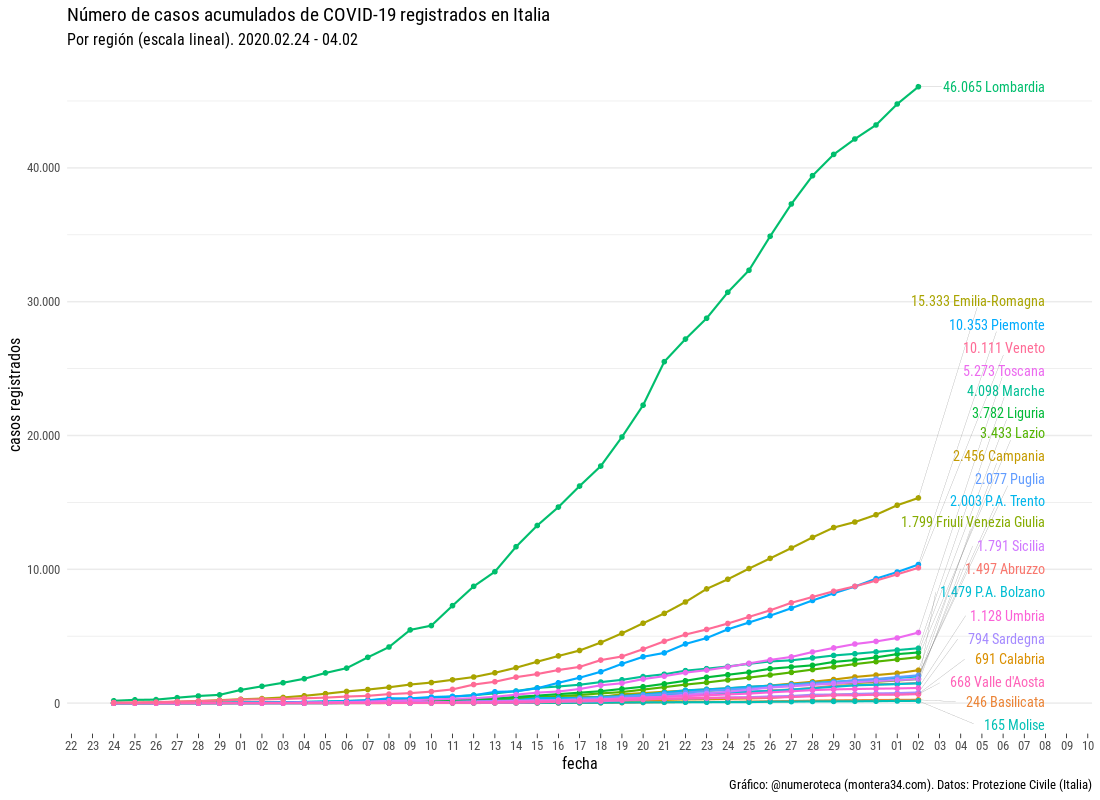 Número de casos acumulados de COVID-19 registrados en Italia
Por región (escala lineal). 2020.02.24 - 04.02
46.065 Lombardia
40.000
30.000
15.333 Emilia-Romagna
10.353 Piemonte
10.111 Veneto
5.273 Toscana
4.098 Marche
3.782 Liguria
20.000
3.433 Lazio
2.456 Campania
2.077 Puglia
2.003 P.A. Trento
1.799 Friuli Venezia Giulia
1.791 Sicilia
10.000
1.497 Abruzzo
1.479 P.A. Bolzano
1.128 Umbria
794 Sardegna
691 Calabria
668 Valle d'Aosta
0
246 Basilicata
165 Molise
casos registrados
22 23 24 25 26 27 28 29 01 02 03 04 05 06 07 08 09 10 11 12 13 14 15 16 17 18 19 20 21 22 23 24 25 26 27 28 29 30 31 01 02 03 04 05 06 07 08 09 10
fecha
Gráfico: @numeroteca (montera34.com). Datos: Protezione Civile (Italia)